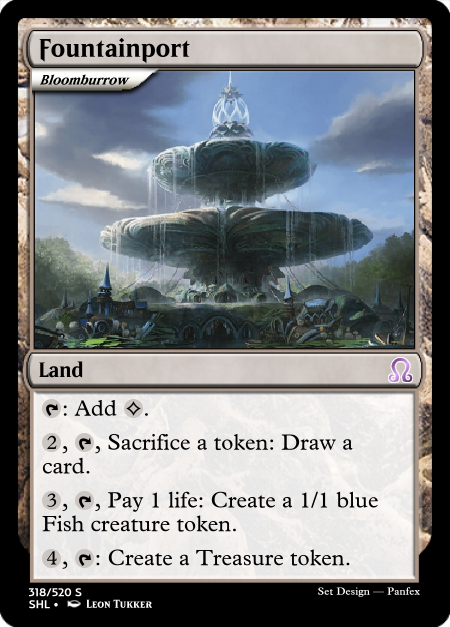 Fountainport
Bloomburrow
Land
: Add .
2, , Sacrifice a token: Draw a
card.
3, , Pay 1 life: Create a 1/1 blue
Fish creature token.
4, : Create a Treasure token.
318/520 S
Set Design — Panfex
SHL • Leon Tukker